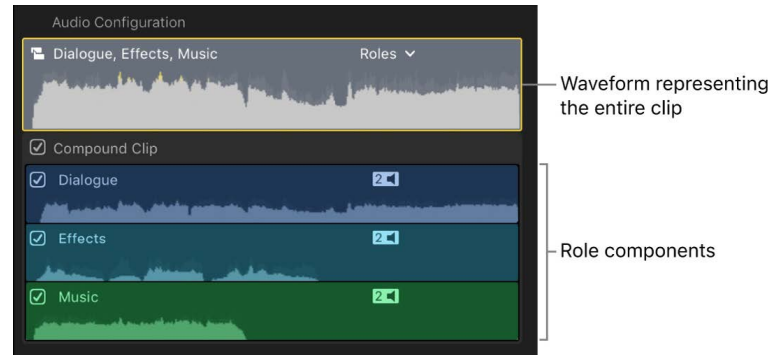 Audio Configuration
Dialogue, Effects, Music Roles
Waveform representing
the entire clip
Compound Clip
Dialogue 2
Effects 2
Role components
Music 2